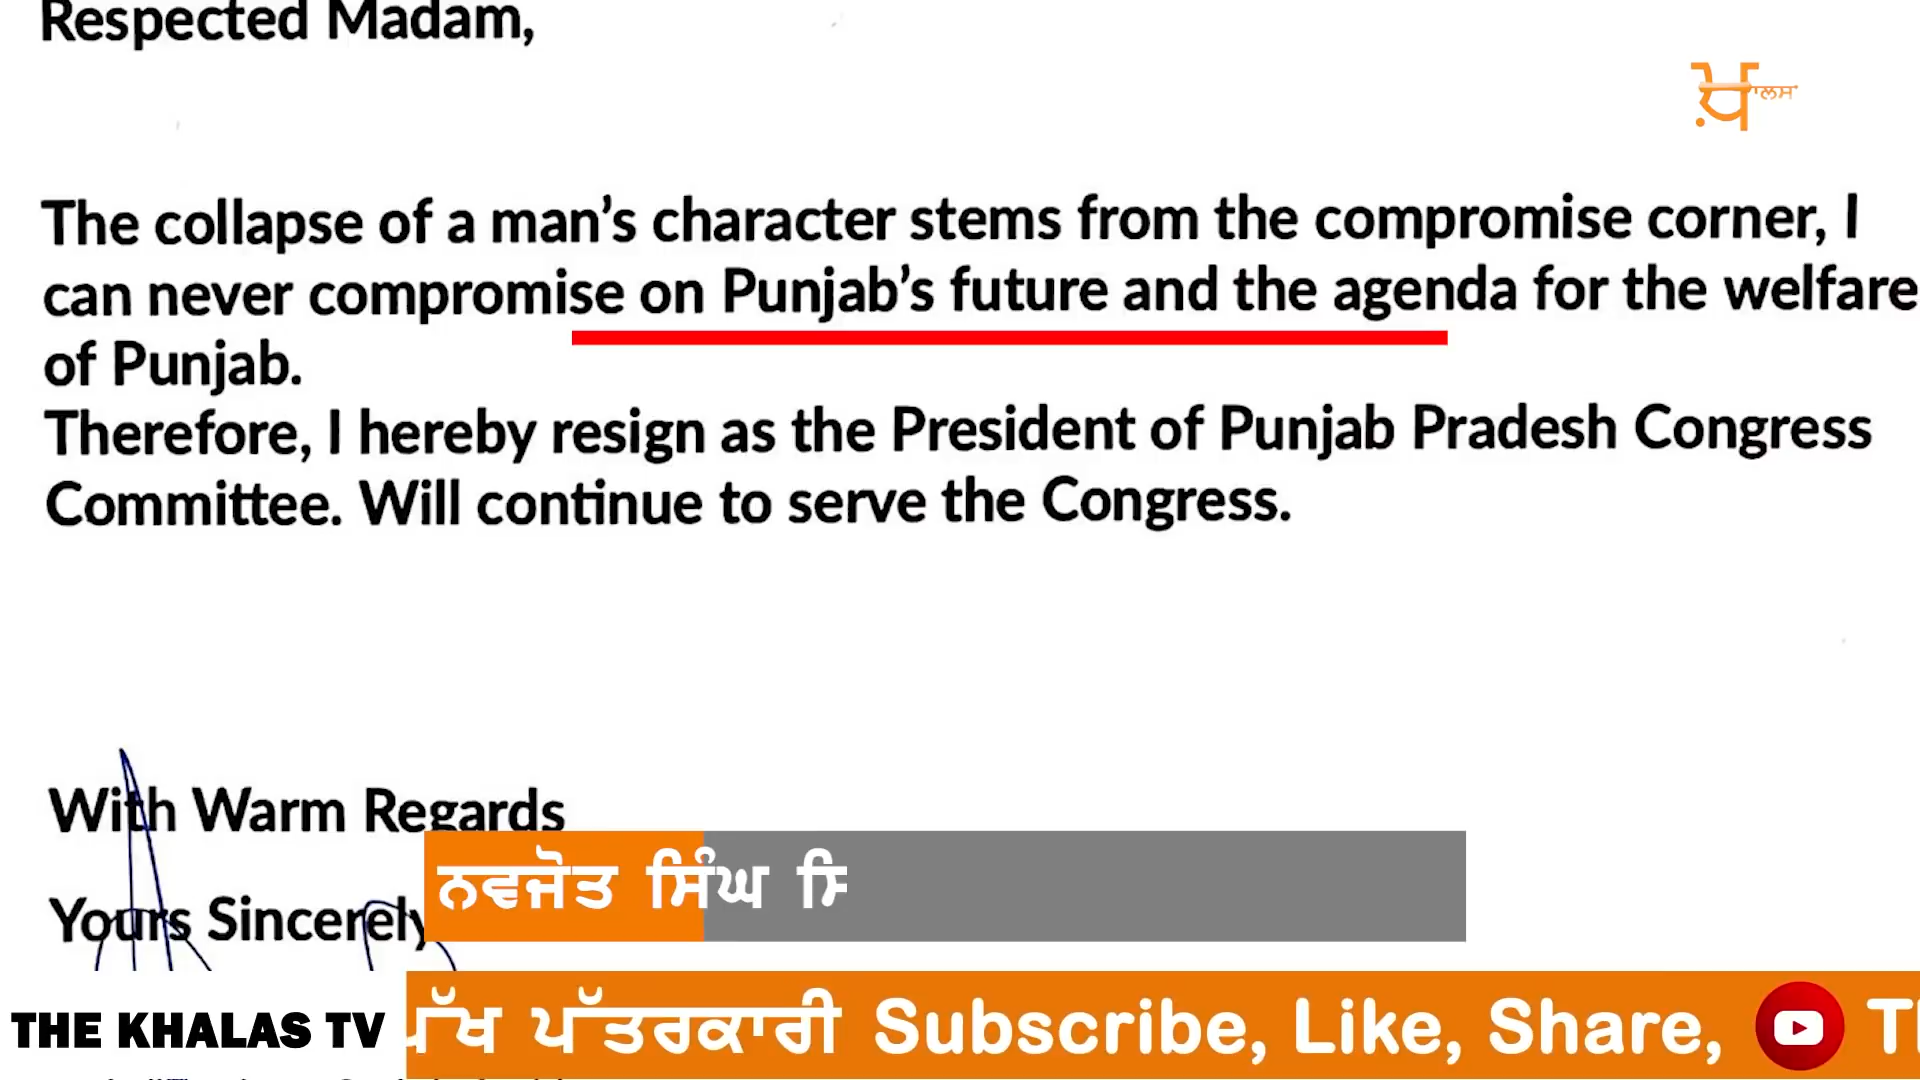 Respected Madam,
ਖ਼ਾਲਸ
The collapse of a man’s character stems from the compromise corner, I
can never compromise on Punjab’s future and the agenda for the welfare
of Punjab.
Therefore, I hereby resign as the President of Punjab Pradesh Congress
Committee. Will continue to serve the Congress.
With Warm Regards
Yours Sincerely
ਨਵਜੋਤ ਸਿੰਘ
THE KHALAS TV
ਪੱਤਰਕਾਰੀ Subscribe, Like, Share,